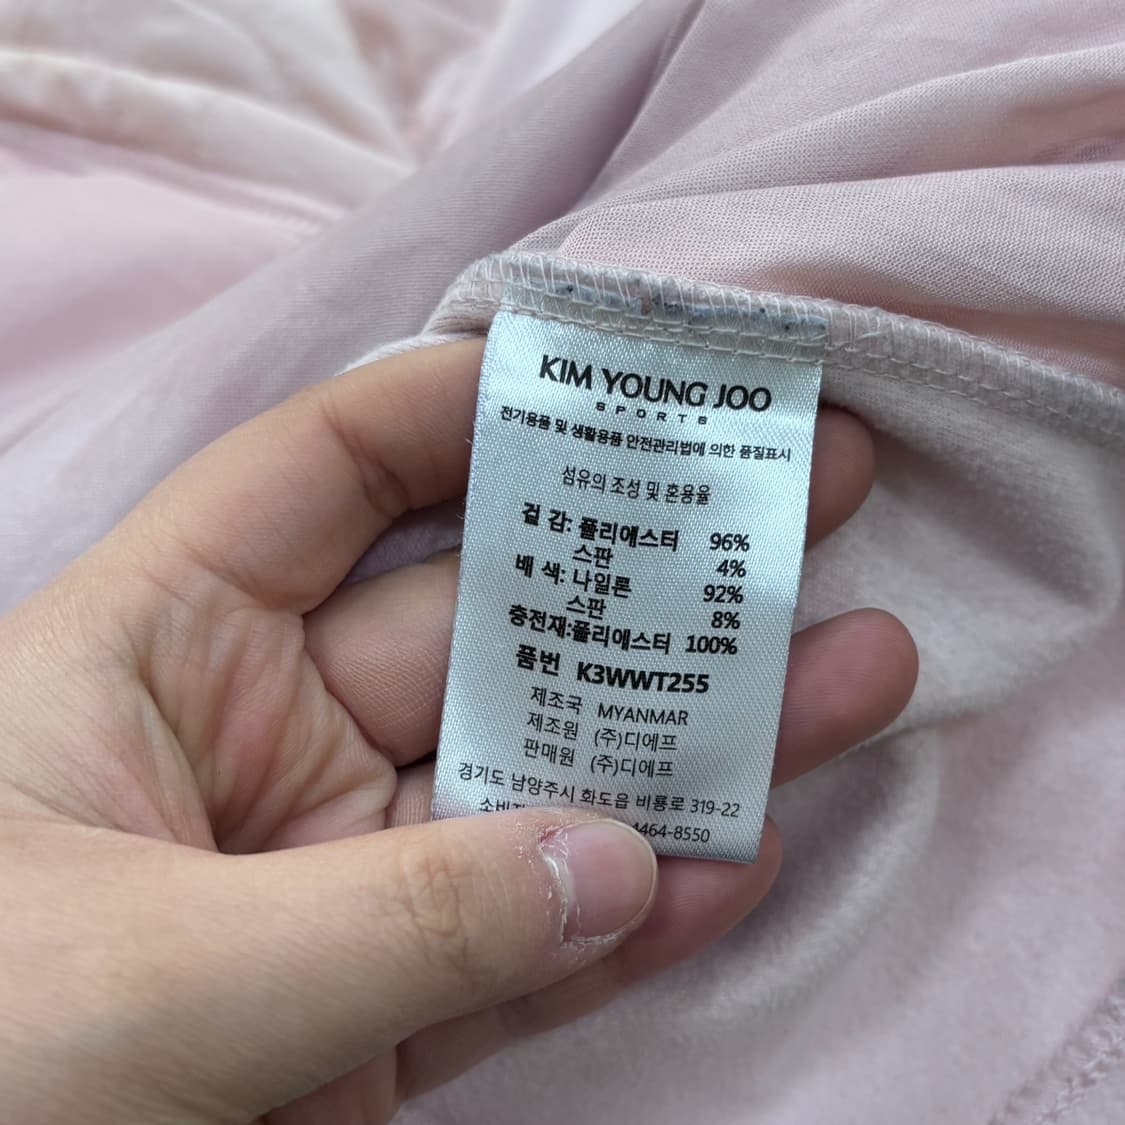 KIM YOUNG JOO
SPORTS
전기용품 및 생활용품 안전관리법에 의한 품질표시
섬유의 조성 및 혼용율
겉 감: 폴리에스터 96%
스판 4%
배 색: 나일론 92%
스판 8%
충전재:폴리에스터 100%
품번 K3WWT255
제조국 MYANMAR
제조원 (주)디에프
판매원 (주)디에프
경기도 남양주시 화도읍 비룡로 319-22
4464-8550